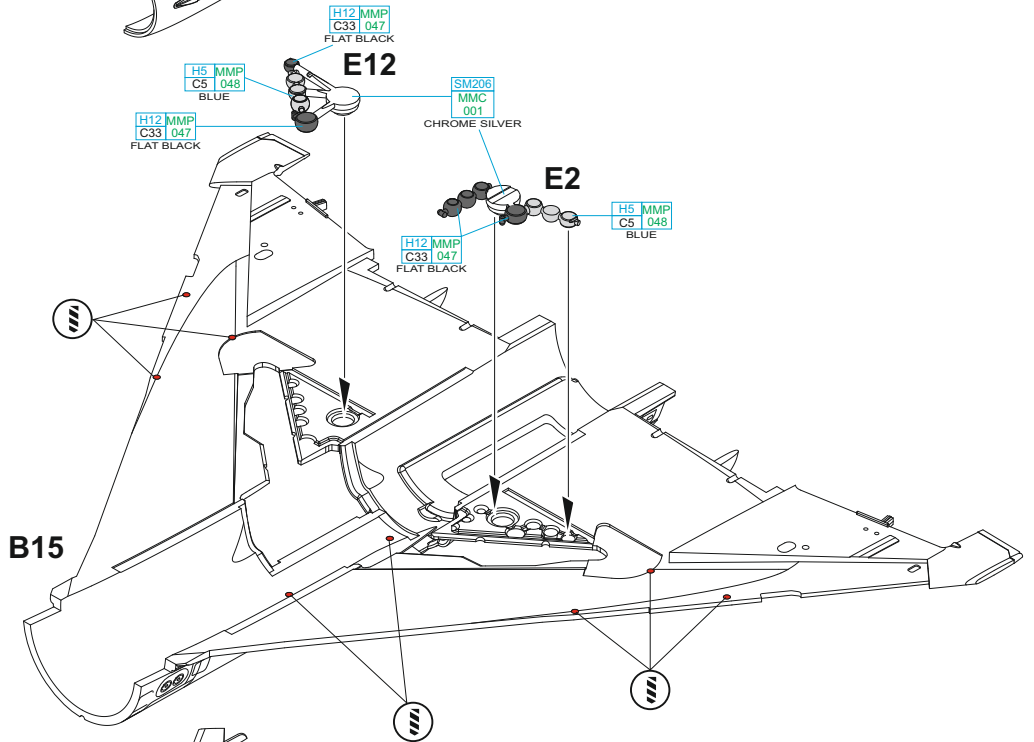 H12 MMP
C33 047
FLAT BLACK
E12
H5 MMP
C5 048
BLUE
SM206
MMC
001
CHROME SILVER
H12 MMP
C33 047
FLAT BLACK
E2
H5 MMP
C5 048
BLUE
H12 MMP
C33 047
FLAT BLACK
B15